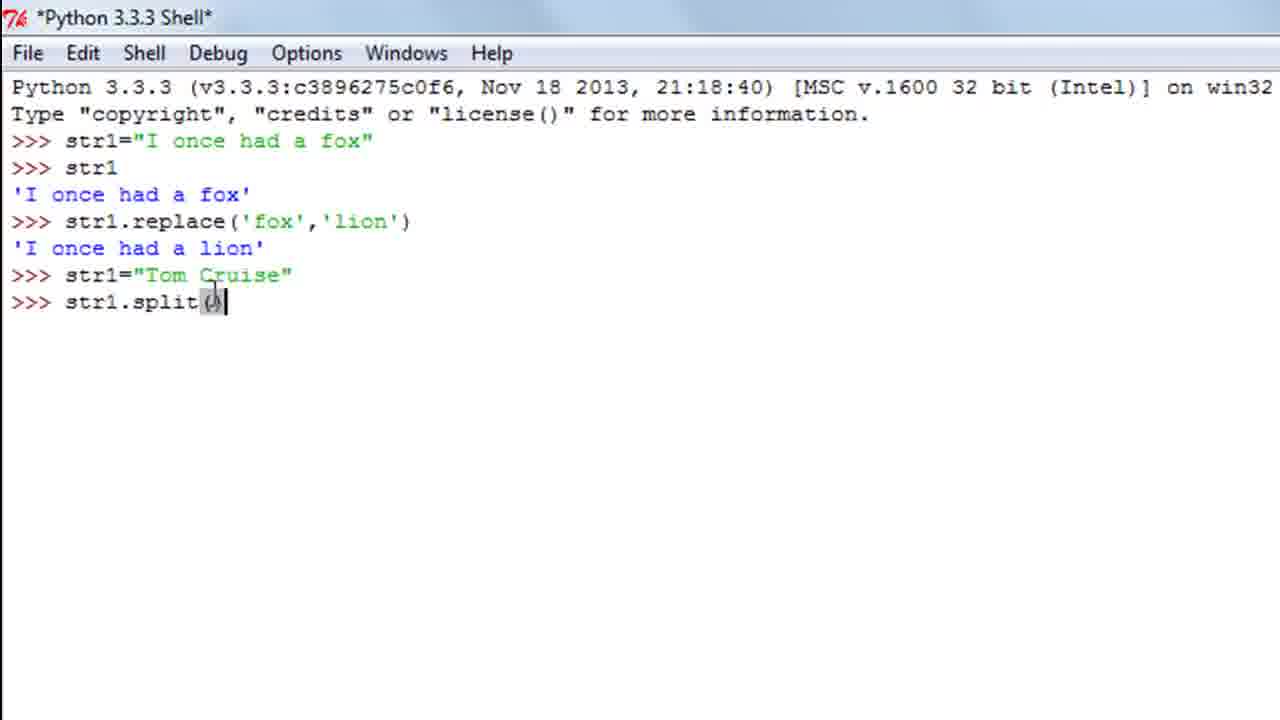 *Python 3.3.3 Shell*
File Edit Shell Debug Options Windows Help
Python 3.3.3 (v3.3.3:c3896275c0f6, Nov 18 2013, 21:18:40) [MSC v.1600 32 bit (Intel)] on win32
Type "copyright", "credits" or "license()" for more information.
>>> str1="I once had a fox"
>>> str1
'I once had a fox'
>>> str1.replace('fox','lion')
'I once had a lion'
>>> str1="Tom Cruise"
>>> str1.split()